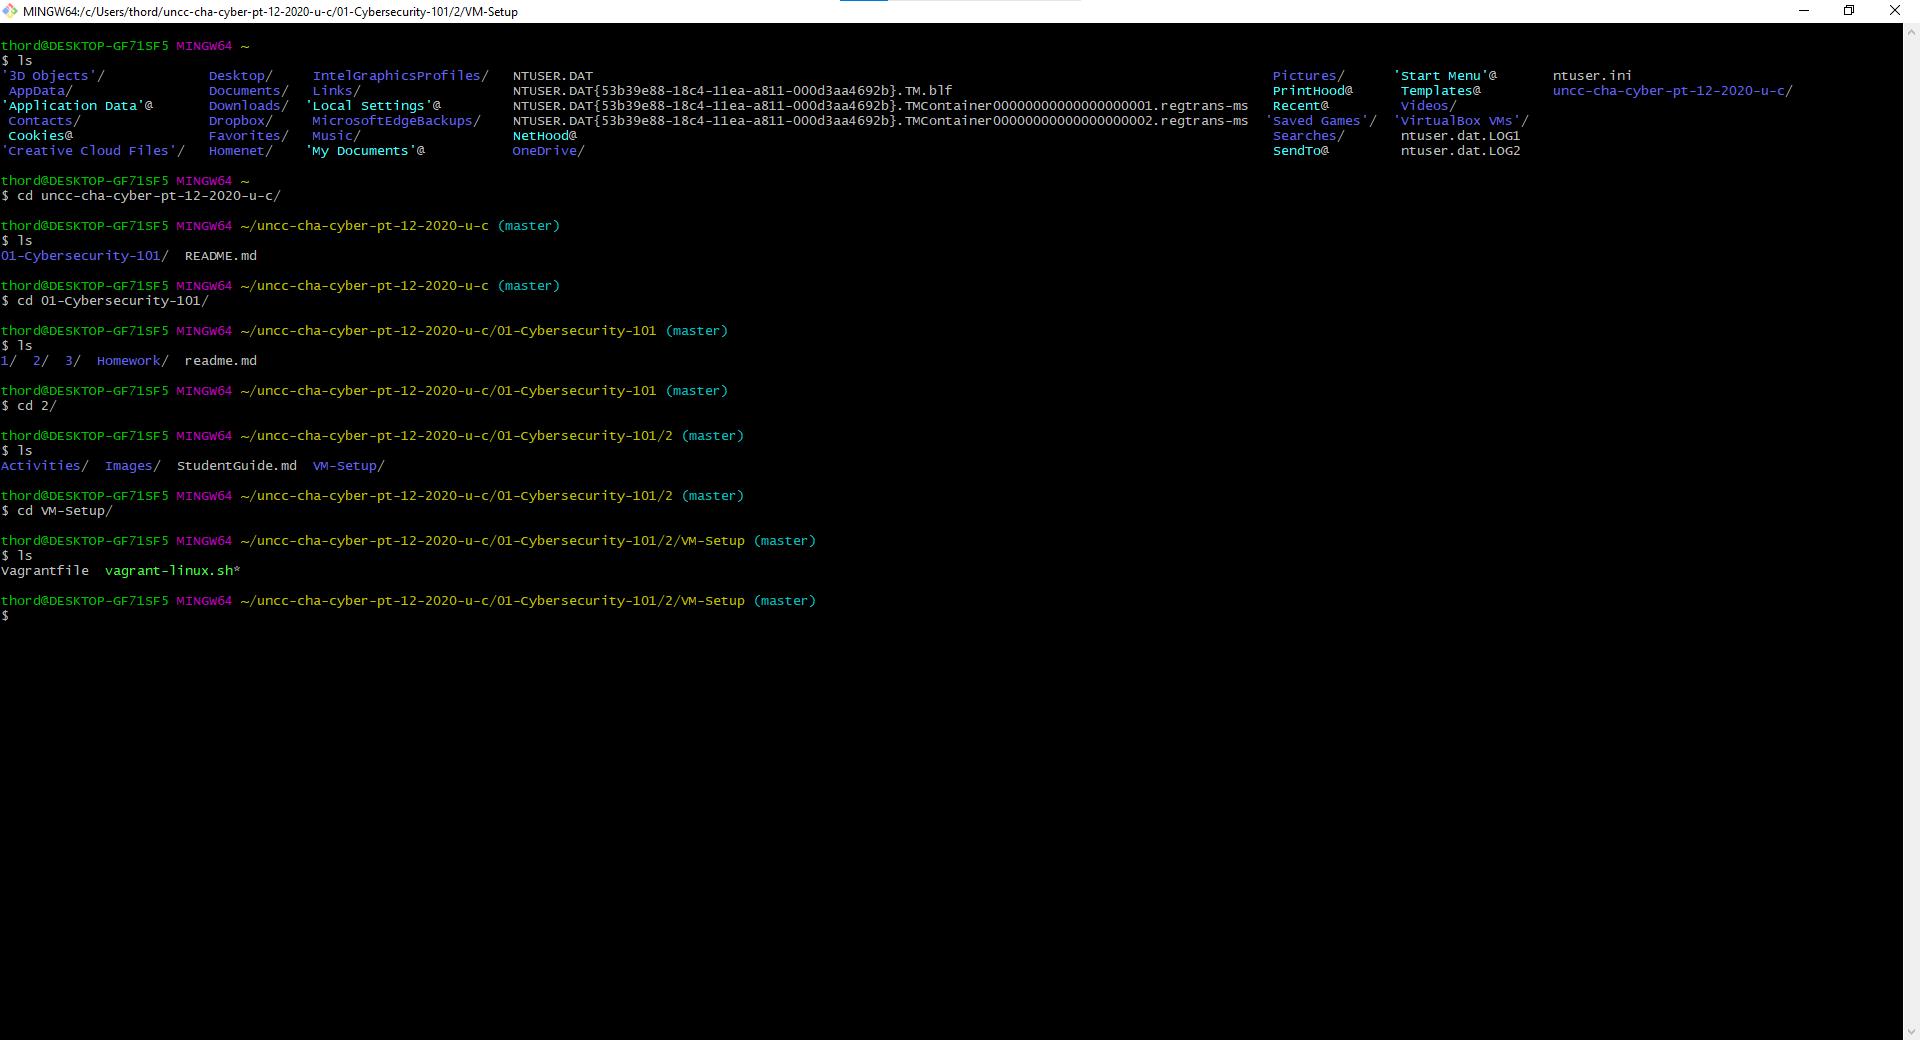 MINGW64:/c/Users/thord/uncc-cha-cyber-pt-12-2020-u-c/01-Cybersecurity-101/2/VM-Setup
thord@DESKTOP-GF71SF5 MINGW64 ~
$ ls
'3D Objects'/ Desktop/ IntelGraphicsProfiles/ NTUSER.DAT Pictures/ 'Start Menu'@ ntuser.ini
AppData/ Documents/ Links/ NTUSER.DAT{53b39e88-18c4-11ea-a811-000d3aa4692b}.TM.blf PrintHood@ Templates@ uncc-cha-cyber-pt-12-2020-u-c/
'Application Data'@ Downloads/ 'Local Settings'@ NTUSER.DAT{53b39e88-18c4-11ea-a811-000d3aa4692b}.TMContainer00000000000000000001.regtrans-ms Recent@ Videos/
Contacts/ Dropbox/ MicrosoftEdgeBackups/ NTUSER.DAT{53b39e88-18c4-11ea-a811-000d3aa4692b}.TMContainer00000000000000000002.regtrans-ms 'Saved Games'/ 'VirtualBox VMs'/
Cookies@ Favorites/ Music/ NetHood@ Searches/ ntuser.dat.LOG1
'Creative Cloud Files'/ Homenet/ 'My Documents'@ OneDrive/ SendTo@ ntuser.dat.LOG2
thord@DESKTOP-GF71SF5 MINGW64 ~
$ cd uncc-cha-cyber-pt-12-2020-u-c/
thord@DESKTOP-GF71SF5 MINGW64 ~/uncc-cha-cyber-pt-12-2020-u-c (master)
$ ls
01-Cybersecurity-101/ README.md
thord@DESKTOP-GF71SF5 MINGW64 ~/uncc-cha-cyber-pt-12-2020-u-c (master)
$ cd 01-Cybersecurity-101/
thord@DESKTOP-GF71SF5 MINGW64 ~/uncc-cha-cyber-pt-12-2020-u-c/01-Cybersecurity-101 (master)
$ ls
1/ 2/ 3/ Homework/ readme.md
thord@DESKTOP-GF71SF5 MINGW64 ~/uncc-cha-cyber-pt-12-2020-u-c/01-Cybersecurity-101 (master)
$ cd 2/
thord@DESKTOP-GF71SF5 MINGW64 ~/uncc-cha-cyber-pt-12-2020-u-c/01-Cybersecurity-101/2 (master)
$ ls
Activities/ Images/ StudentGuide.md VM-Setup/
thord@DESKTOP-GF71SF5 MINGW64 ~/uncc-cha-cyber-pt-12-2020-u-c/01-Cybersecurity-101/2 (master)
$ cd VM-Setup/
thord@DESKTOP-GF71SF5 MINGW64 ~/uncc-cha-cyber-pt-12-2020-u-c/01-Cybersecurity-101/2/VM-Setup (master)
$ ls
Vagrantfile vagrant-linux.sh*
thord@DESKTOP-GF71SF5 MINGW64 ~/uncc-cha-cyber-pt-12-2020-u-c/01-Cybersecurity-101/2/VM-Setup (master)
$